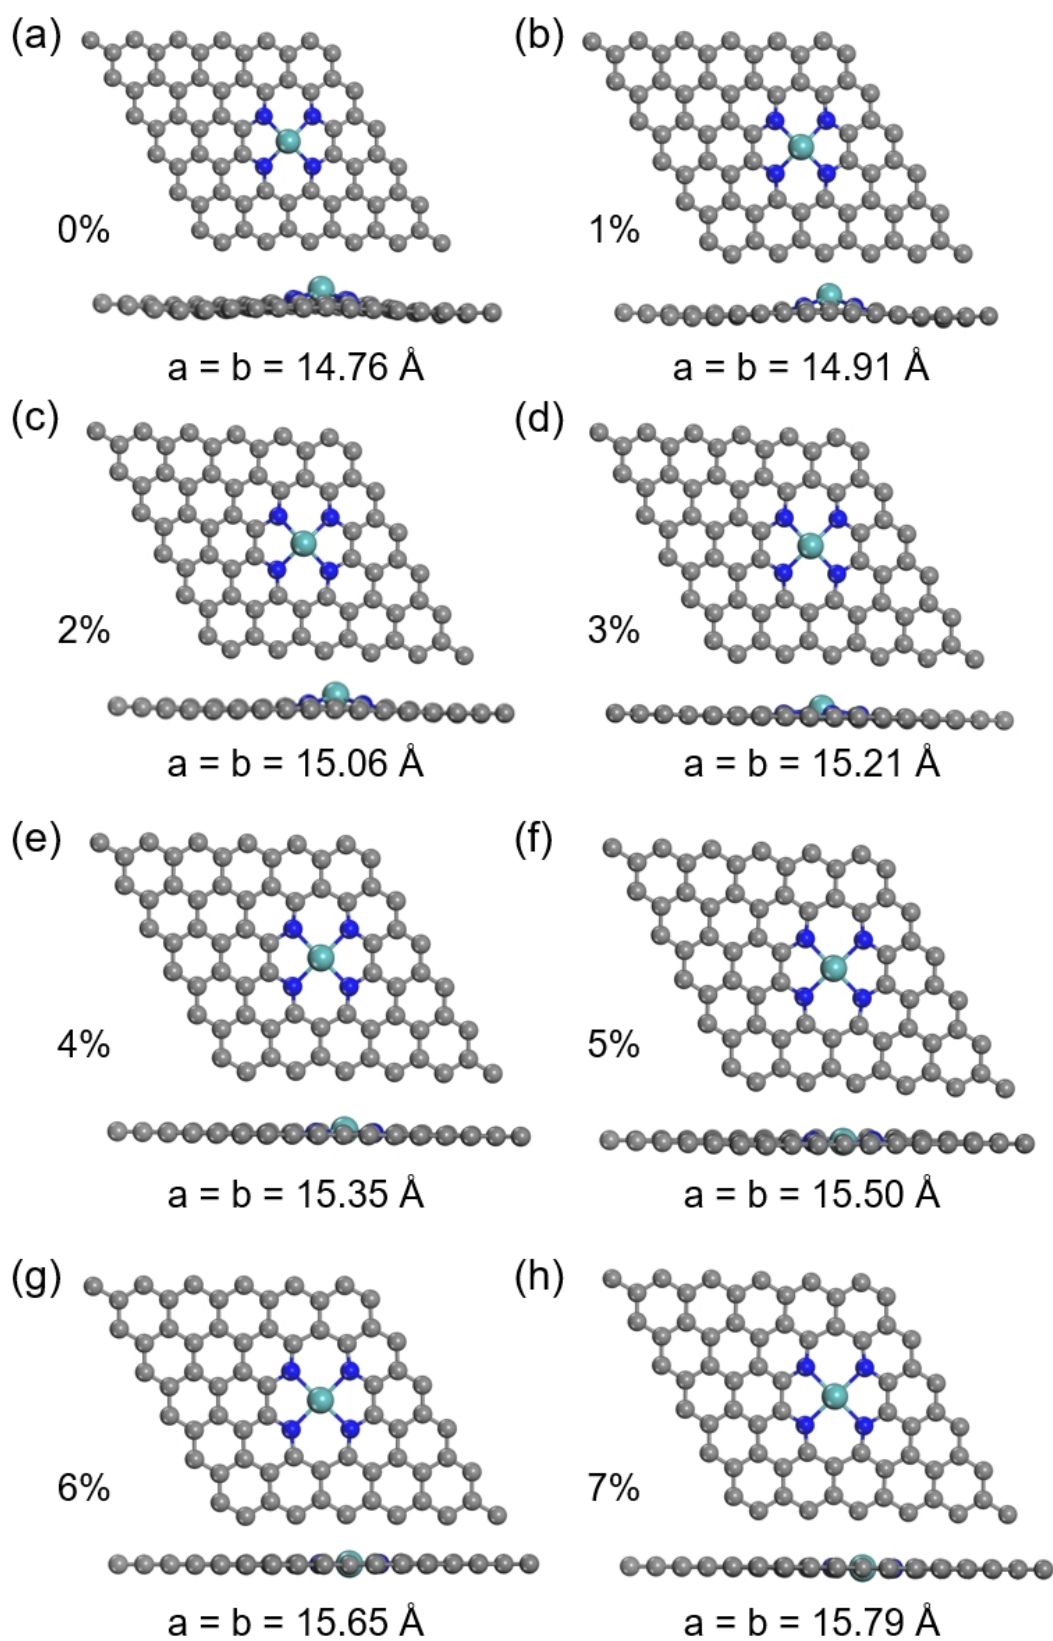 (a)
0%
a = b = 14.76 Å
(b)
1%
a = b = 14.91 Å
(c)
2%
a = b = 15.06 Å
(d)
3%
a = b = 15.21 Å
(e)
4%
a = b = 15.35 Å
(f)
5%
a = b = 15.50 Å
(g)
6%
a = b = 15.65 Å
(h)
7%
a = b = 15.79 Å